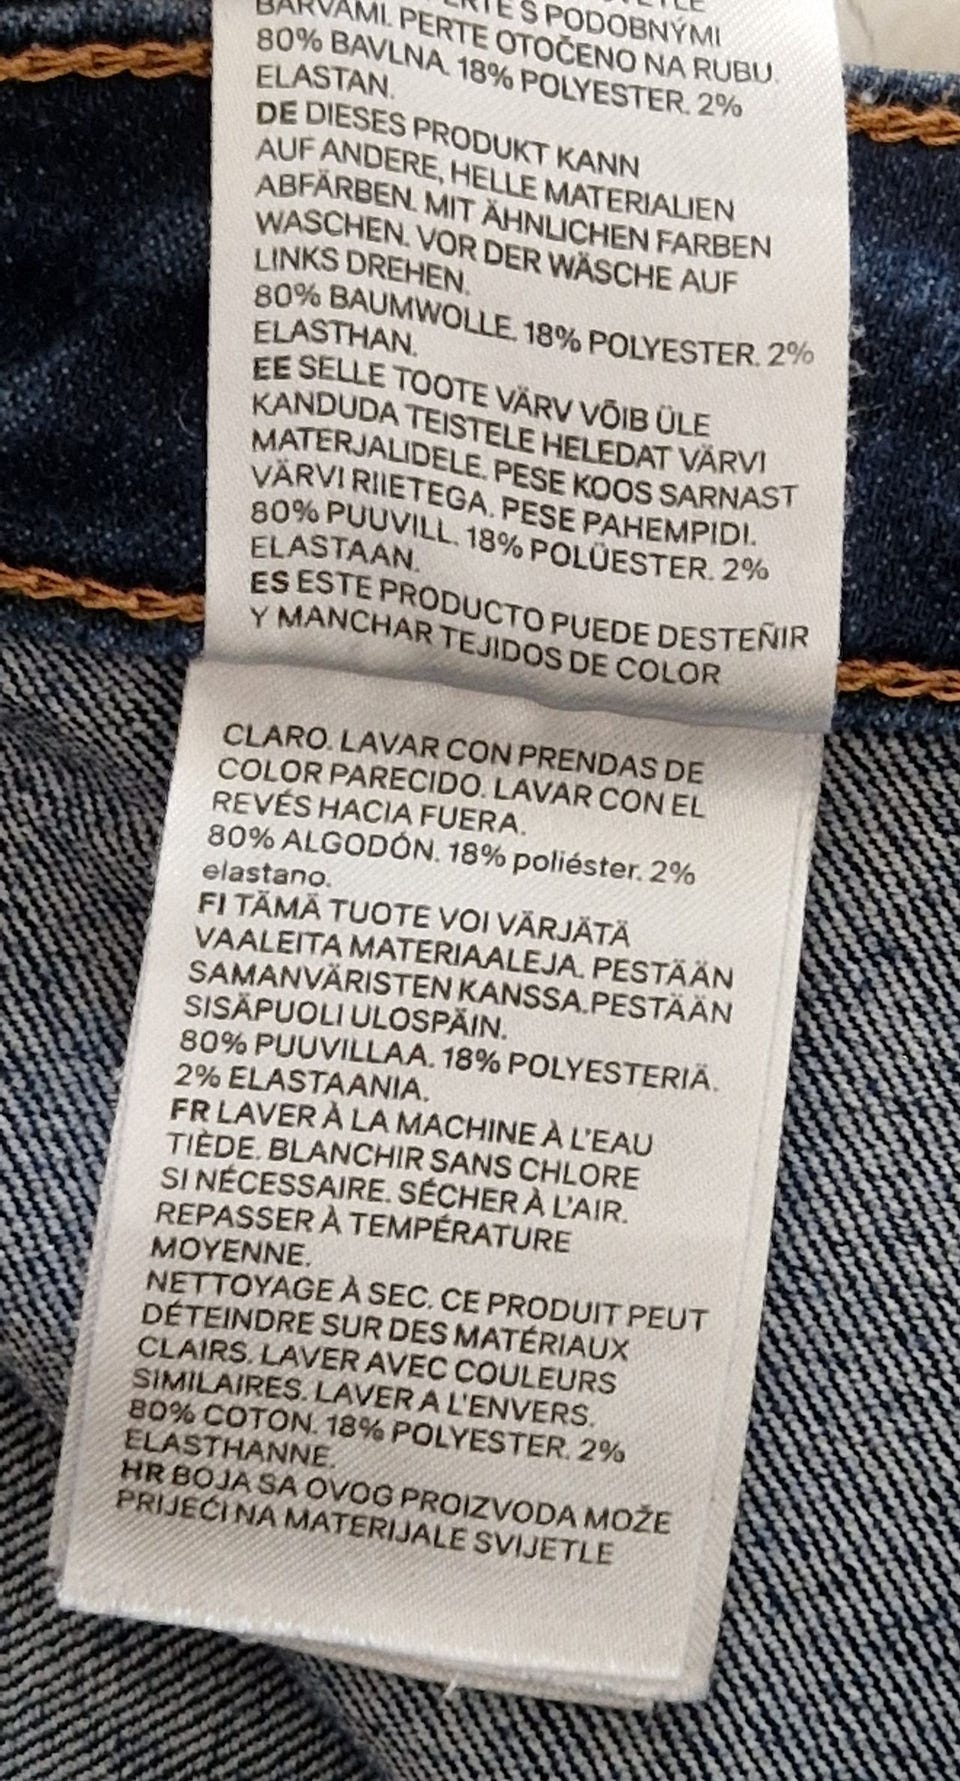 BARVAMI. PERTE OTOČENO NA RUBU.
80% BAVLNA. 18% POLYESTER. 2%
ELASTAN.
DE DIESES PRODUKT KANN
AUF ANDERE, HELLE MATERIALIEN
ABFÄRBEN. MIT ÄHNLICHEN FARBEN
WASCHEN. VOR DER WÄSCHE AUF
LINKS DREHEN.
80% BAUMWOLLE. 18% POLYESTER. 2%
ELASTHAN.
EE SELLE TOOTE VÄRV VÕIB ÜLE
KANDUDA TEISTELE HELEDAT VÄRVI
MATERJALIDELE. PESE KOOS SARNAST
VÄRVI RIIETEGA. PESE PAHEMPIDI.
80% PUUVILL. 18% POLÜESTER. 2%
ELASTAAN.
ES ESTE PRODUCTO PUEDE DESTEÑIR
Y MANCHAR TEJIDOS DE COLOR
CLARO. LAVAR CON PRENDAS DE
COLOR PARECIDO. LAVAR CON EL
REVÉS HACIA FUERA.
80% ALGODÓN. 18% poliéster. 2%
elastano.
FI TÄMÄ TUOTE VOI VÄRJÄTÄ
VAALEITA MATERIAALEJA. PESTÄÄN
SAMANVÄRISTEN KANSSA.PESTÄÄN
SISÄPUOLI ULOSPÄIN.
80% PUUVILLAA. 18% POLYESTERIÄ.
2% ELASTAANIA.
FR LAVER À LA MACHINE À L'EAU
TIÈDE. BLANCHIR SANS CHLORE
SI NÉCESSAIRE. SÉCHER À L'AIR.
REPASSER À TEMPÉRATURE
MOYENNE.
NETTOYAGE À SEC. CE PRODUIT PEUT
DÉTEINDRE SUR DES MATÉRIAUX
CLAIRS. LAVER AVEC COULEURS
SIMILAIRES. LAVER A L'ENVERS.
80% COTON. 18% POLYESTER. 2%
ELASTHANNE.
HR BOJA SA OVOG PROIZVODA MOŽE
PRIJEĆI NA MATERIJALE SVIJETLE